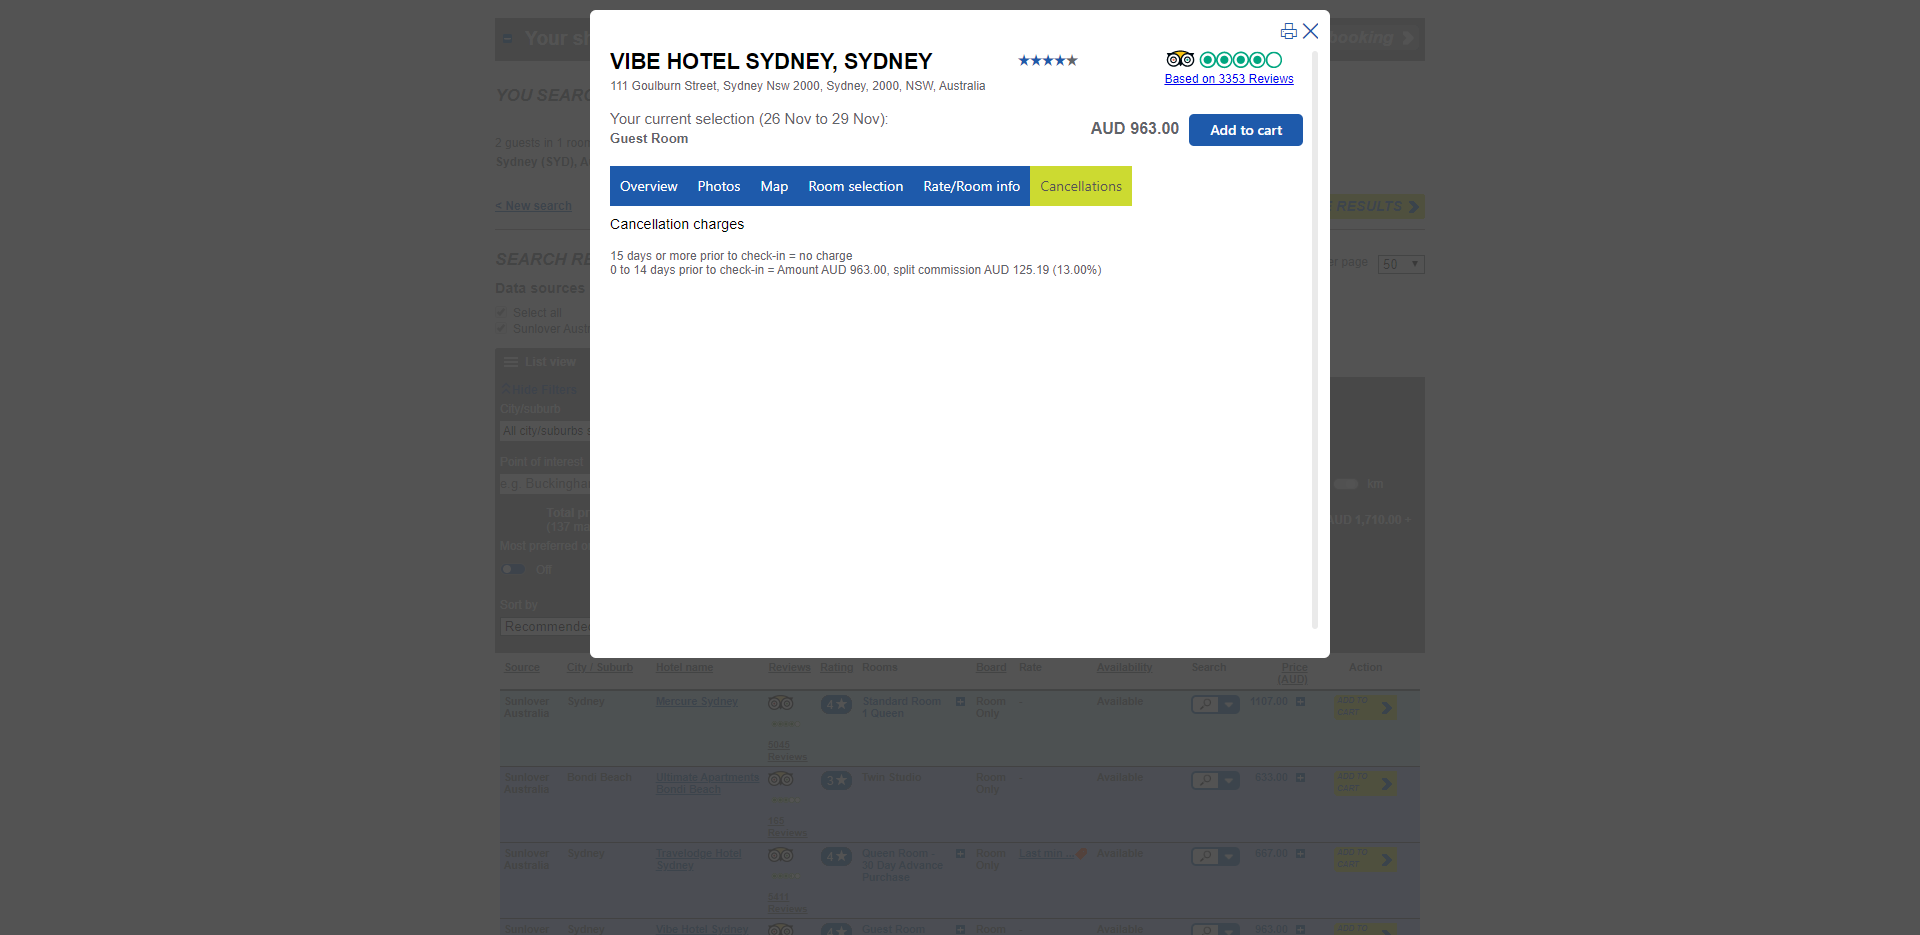 VIBE HOTEL SYDNEY, SYDNEY
111 Goulburn Street, Sydney Nsw 2000, Sydney, 2000, NSW, Australia
Based on 3353 Reviews
Your current selection (26 Nov to 29 Nov):
Guest Room
AUD 963.00
Add to cart
Overview Photos Map Room selection Rate/Room info Cancellations
Cancellation charges
15 days or more prior to check-in = no charge
0 to 14 days prior to check-in = Amount AUD 963.00, split commission AUD 125.19 (13.00%)
Your
booking
YOU
2 guests in 1
Sydney (SYD),
< New search
RESULTS
SEARCH
per page 50
Data sources
Select all
Sunlover
List view
City/suburb
All city/suburbs
Point of interest
e.g.
km
Total
(137
AUD 1,710.00
Most preferred
Off
Sort by
Recommended
Source City / Suburb Hotel name Reviews Rating Rooms Board Rate Availability Search Price Action
(AUD)
Sunlover Sydney Mercure Sydney 4 Standard Room Room - Available 1107.00 ADD TO
Australia 1 Queen Only CART
Reviews
Sunlover Bondi Beach Ultimate Apartments 3 Twin Studio Room - Available 633.00 ADD TO
Australia Bondi Beach Only CART
Reviews
Sunlover Sydney Travelodge Hotel 4 Queen Room - Room Last min... Available 667.00 ADD TO
Australia Sydney 30 Day Advance Only CART
Purchase
Reviews
Sunlover Sydney Vibe Hotel Sydney 4 Guest Room Room Available 963.00 ADD TO